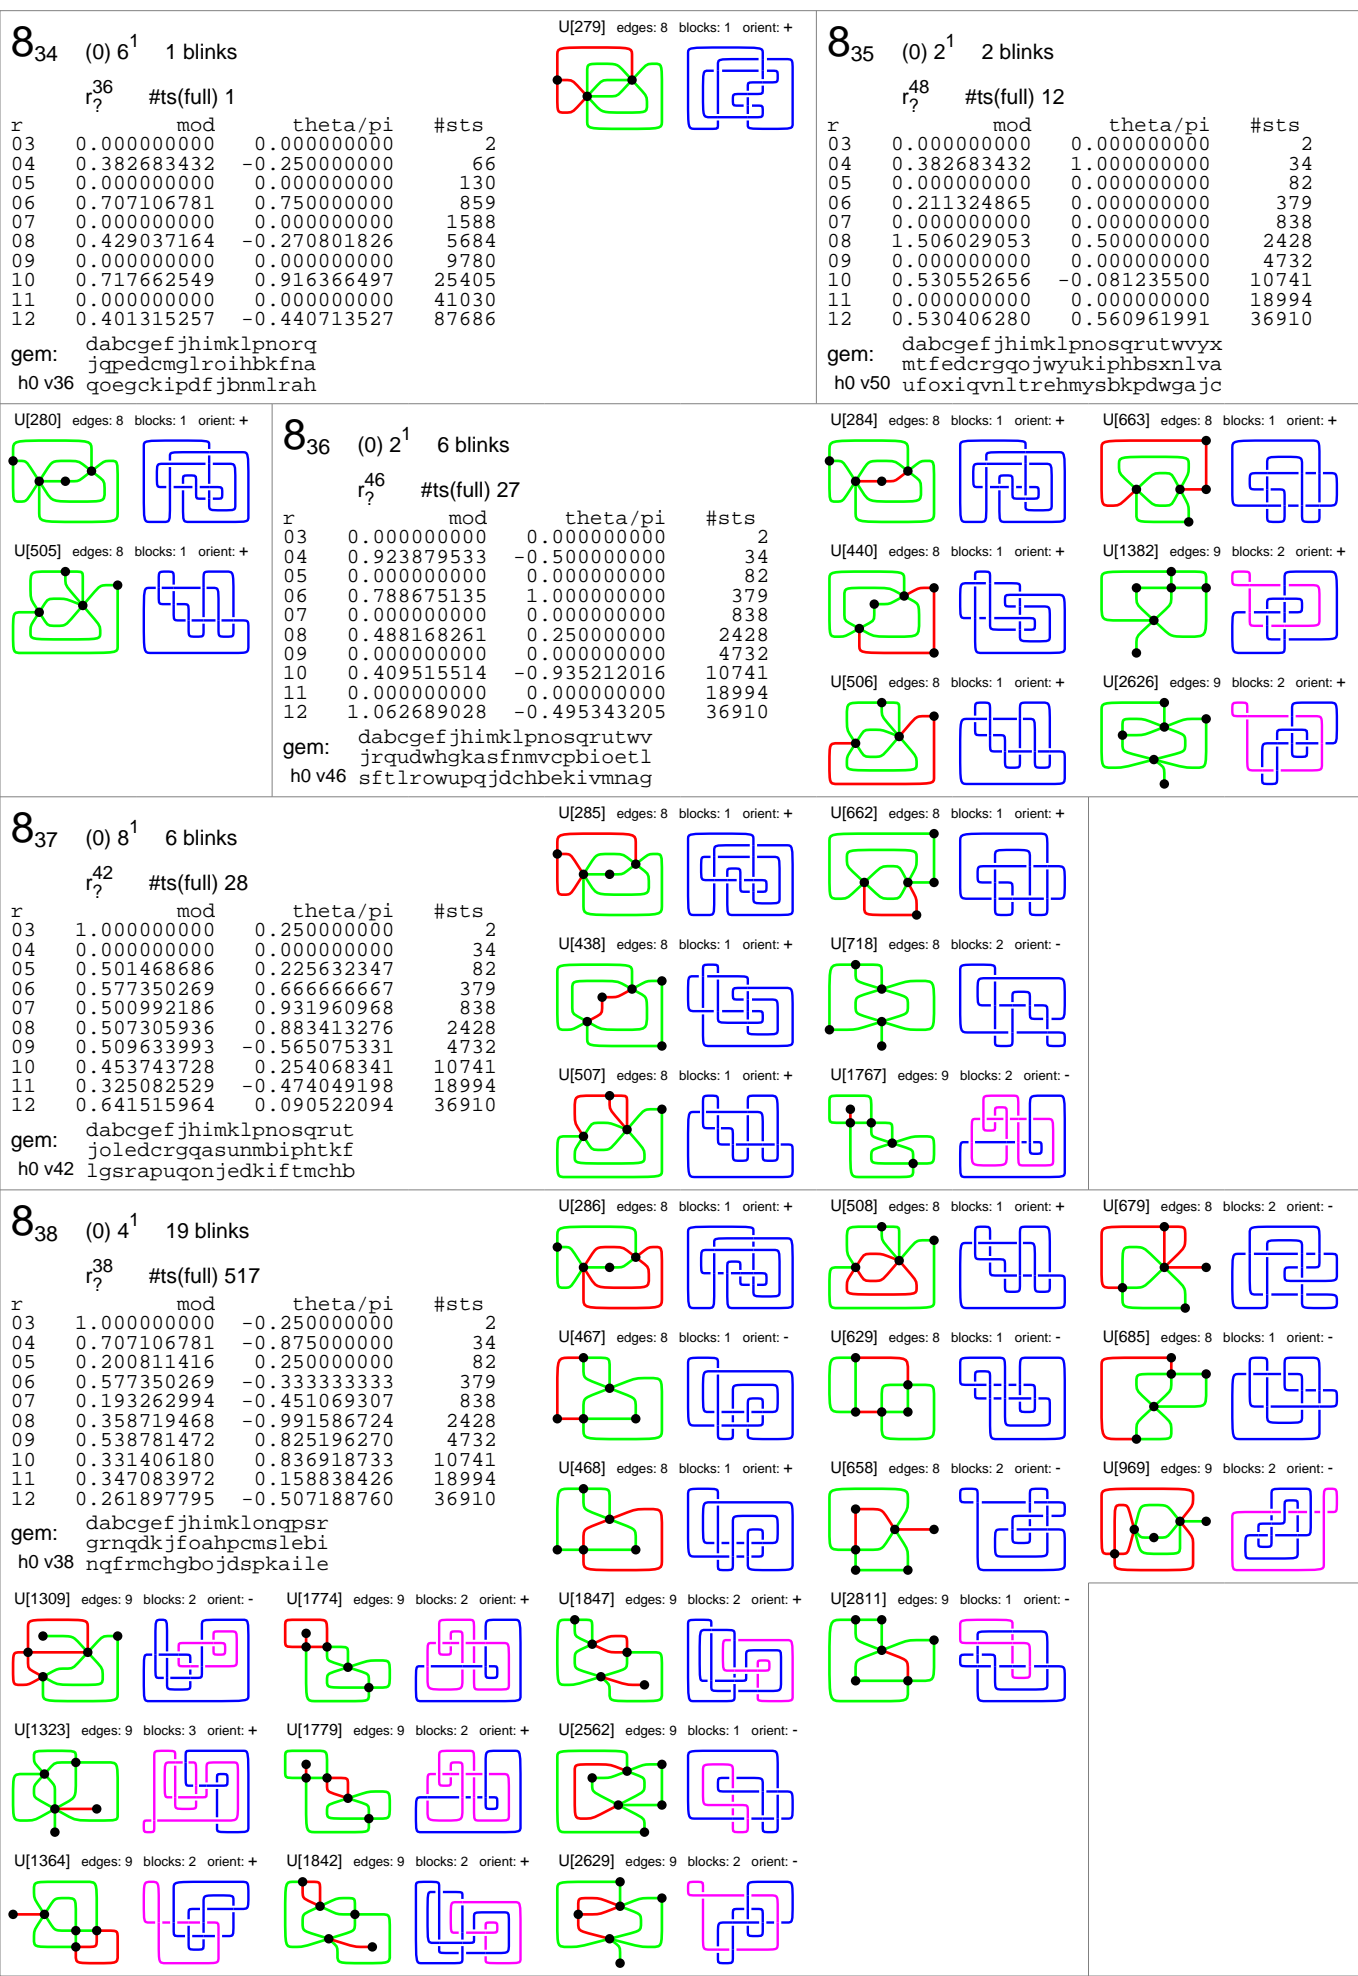 8_34 (0) 6^1 1 blinks
r_?^36 #ts(full) 1
r mod theta/pi #sts
03 0.000000000 0.000000000 2
04 0.382683432 -0.250000000 66
05 0.000000000 0.000000000 130
06 0.707106781 0.750000000 859
07 0.000000000 0.000000000 1588
08 0.429037164 -0.270801826 5684
09 0.000000000 0.000000000 9780
10 0.717662549 0.916366497 25405
11 0.000000000 0.000000000 41030
12 0.401315257 -0.440713527 87686
gem: dabcgefjhimklpnorq
jqpedcmglroihbkfna
h0 v36 qoegckipdfjbnmlrah
U[279] edges: 8 blocks: 1 orient: +
8_35 (0) 2^1 2 blinks
r_?^48 #ts(full) 12
r mod theta/pi #sts
03 0.000000000 0.000000000 2
04 0.382683432 1.000000000 34
05 0.000000000 0.000000000 82
06 0.211324865 0.000000000 379
07 0.000000000 0.000000000 838
08 1.506029053 0.500000000 2428
09 0.000000000 0.000000000 4732
10 0.530552656 -0.081235500 10741
11 0.000000000 0.000000000 18994
12 0.530406280 0.560961991 36910
gem: dabcgefjhimklpnosqrutwvyx
mtfedcrgqojwyukiphbsxnlva
h0 v50 ufoxiqvnltrehmysbkpdwgajc
U[280] edges: 8 blocks: 1 orient: +
U[505] edges: 8 blocks: 1 orient: +
8_36 (0) 2^1 6 blinks
r_?^46 #ts(full) 27
r mod theta/pi #sts
03 0.000000000 0.000000000 2
04 0.923879533 -0.500000000 34
05 0.000000000 0.000000000 82
06 0.788675135 1.000000000 379
07 0.000000000 0.000000000 838
08 0.488168261 0.250000000 2428
09 0.000000000 0.000000000 4732
10 0.409515514 -0.935212016 10741
11 0.000000000 0.000000000 18994
12 1.062689028 -0.495343205 36910
gem: dabcgefjhimklpnosqrutwv
jrqudwhgkasfnmvcpbioetl
h0 v46 sftlrowupqjdchbekivmnag
U[284] edges: 8 blocks: 1 orient: +
U[663] edges: 8 blocks: 1 orient: +
U[440] edges: 8 blocks: 1 orient: +
U[1382] edges: 9 blocks: 2 orient: +
U[506] edges: 8 blocks: 1 orient: +
U[2626] edges: 9 blocks: 2 orient: +
8_37 (0) 8^1 6 blinks
r_?^42 #ts(full) 28
r mod theta/pi #sts
03 1.000000000 0.250000000 2
04 0.000000000 0.000000000 34
05 0.501468686 0.225632347 82
06 0.577350269 0.666666667 379
07 0.500992186 0.931960968 838
08 0.507305936 0.883413276 2428
09 0.509633993 -0.565075331 4732
10 0.453743728 0.254068341 10741
11 0.325082529 -0.474049198 18994
12 0.641515964 0.090522094 36910
gem: dabcgefjhimklpnosqrut
joledcrgqasunmbiphtkf
h0 v42 lgsrapuqonjedkiftmchb
U[285] edges: 8 blocks: 1 orient: +
U[662] edges: 8 blocks: 1 orient: +
U[438] edges: 8 blocks: 1 orient: +
U[718] edges: 8 blocks: 2 orient: -
U[507] edges: 8 blocks: 1 orient: +
U[1767] edges: 9 blocks: 2 orient: -
8_38 (0) 4^1 19 blinks
r_?^38 #ts(full) 517
r mod theta/pi #sts
03 1.000000000 -0.250000000 2
04 0.707106781 -0.875000000 34
05 0.200811416 0.250000000 82
06 0.577350269 -0.333333333 379
07 0.193262994 -0.451069307 838
08 0.358719468 -0.991586724 2428
09 0.538781472 0.825196270 4732
10 0.331406180 0.836918733 10741
11 0.347083972 0.158838426 18994
12 0.261897795 -0.507188760 36910
gem: dabcgefjhimklonqpsr
grnqdkjfoahpcmslebi
h0 v38 nqfrmchgbojdspkaile
U[286] edges: 8 blocks: 1 orient: +
U[508] edges: 8 blocks: 1 orient: +
U[679] edges: 8 blocks: 2 orient: -
U[467] edges: 8 blocks: 1 orient: -
U[629] edges: 8 blocks: 1 orient: -
U[685] edges: 8 blocks: 1 orient: -
U[468] edges: 8 blocks: 1 orient: +
U[658] edges: 8 blocks: 2 orient: -
U[969] edges: 9 blocks: 2 orient: -
U[1309] edges: 9 blocks: 2 orient: -
U[1774] edges: 9 blocks: 2 orient: +
U[1847] edges: 9 blocks: 2 orient: +
U[2811] edges: 9 blocks: 1 orient: -
U[1323] edges: 9 blocks: 3 orient: +
U[1779] edges: 9 blocks: 2 orient: +
U[2562] edges: 9 blocks: 1 orient: -
U[1364] edges: 9 blocks: 2 orient: +
U[1842] edges: 9 blocks: 2 orient: +
U[2629] edges: 9 blocks: 2 orient: -